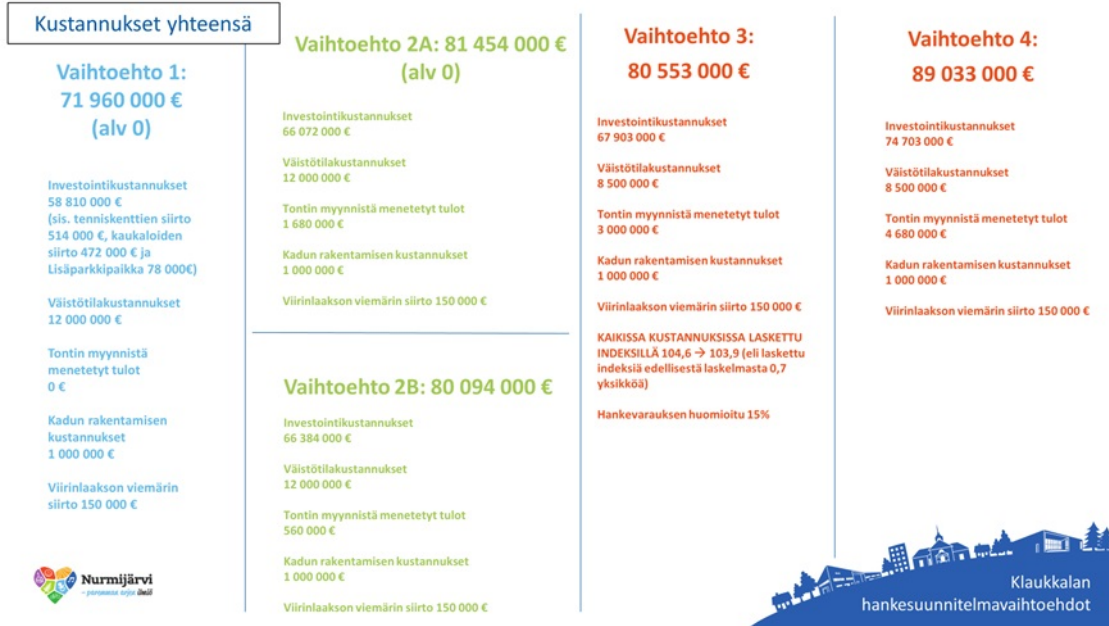 Kustannukset yhteensä
Vaihtoehto 1:
71 960 000 €
(alv 0)
Investointikustannukset
58 810 000 €
(sis. tenniskenttien siirto
514 000 €, kaukaloiden
siirto 472 000 € ja
Lisäparkkipaikka 78 000€)
Väistötilakustannukset
12 000 000 €
Tontin myynnistä
menetetyt tulot
0 €
Kadun rakentamisen
kustannukset
1 000 000 €
Viirinlaakson viemärin
siirto 150 000 €
Vaihtoehto 2A: 81 454 000 €
(alv 0)
Investointikustannukset
66 072 000 €
Väistötilakustannukset
12 000 000 €
Tontin myynnistä menetetyt tulot
1 680 000 €
Kadun rakentamisen kustannukset
1 000 000 €
Viirinlaakson viemärin siirto 150 000 €
Vaihtoehto 2B: 80 094 000 €
Investointikustannukset
66 384 000 €
Väistötilakustannukset
12 000 000 €
Tontin myynnistä menetetyt tulot
560 000 €
Kadun rakentamisen kustannukset
1 000 000 €
Viirinlaakson viemärin siirto 150 000 €
Vaihtoehto 3:
80 553 000 €
Investointikustannukset
67 903 000 €
Väistötilakustannukset
8 500 000 €
Tontin myynnistä menetetyt tulot
3 000 000 €
Kadun rakentamisen kustannukset
1 000 000 €
Viirinlaakson viemärin siirto 150 000 €
KAIKISSA KUSTANNUKSISSA LASKETTU
INDEKSILLÄ 104,6 → 103,9 (eli laskettu
indeksiä edellisestä laskelmasta 0,7
yksikköä)
Hankevarauksen huomioitu 15%
Vaihtoehto 4:
89 033 000 €
Investointikustannukset
74 703 000 €
Väistötilakustannukset
8 500 000 €
Tontin myynnistä menetetyt tulot
4 680 000 €
Kadun rakentamisen kustannukset
1 000 000 €
Viirinlaakson viemärin siirto 150 000 €
Nurmijärvi
- paremman arjen ilmiö
Klaukkalan
hankesuunnitelmavaihtoehdot